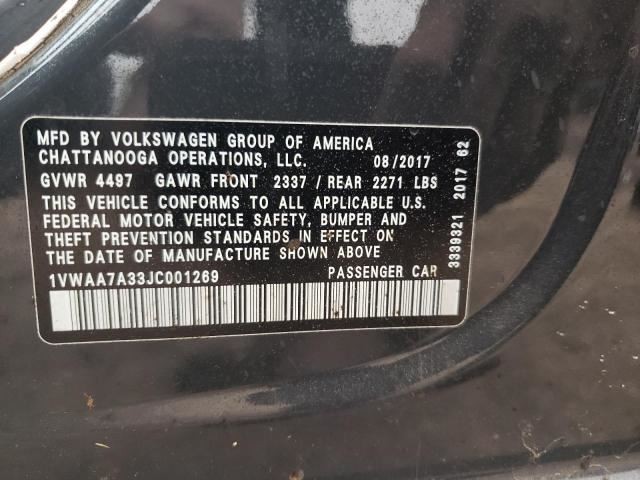 MFD BY VOLKSWAGEN GROUP OF AMERICA
CHATTANOOGA OPERATIONS, LLC. 08/2017
GVWR 4497 GAWR FRONT 2337 / REAR 2271 LBS
THIS VEHICLE CONFORMS TO ALL APPLICABLE U.S.
FEDERAL MOTOR VEHICLE SAFETY, BUMPER AND
THEFT PREVENTION STANDARDS IN EFFECT ON
THE DATE OF MANUFACTURE SHOWN ABOVE
1VWAA7A33JC001269 PASSENGER CAR
3339321 2017 62